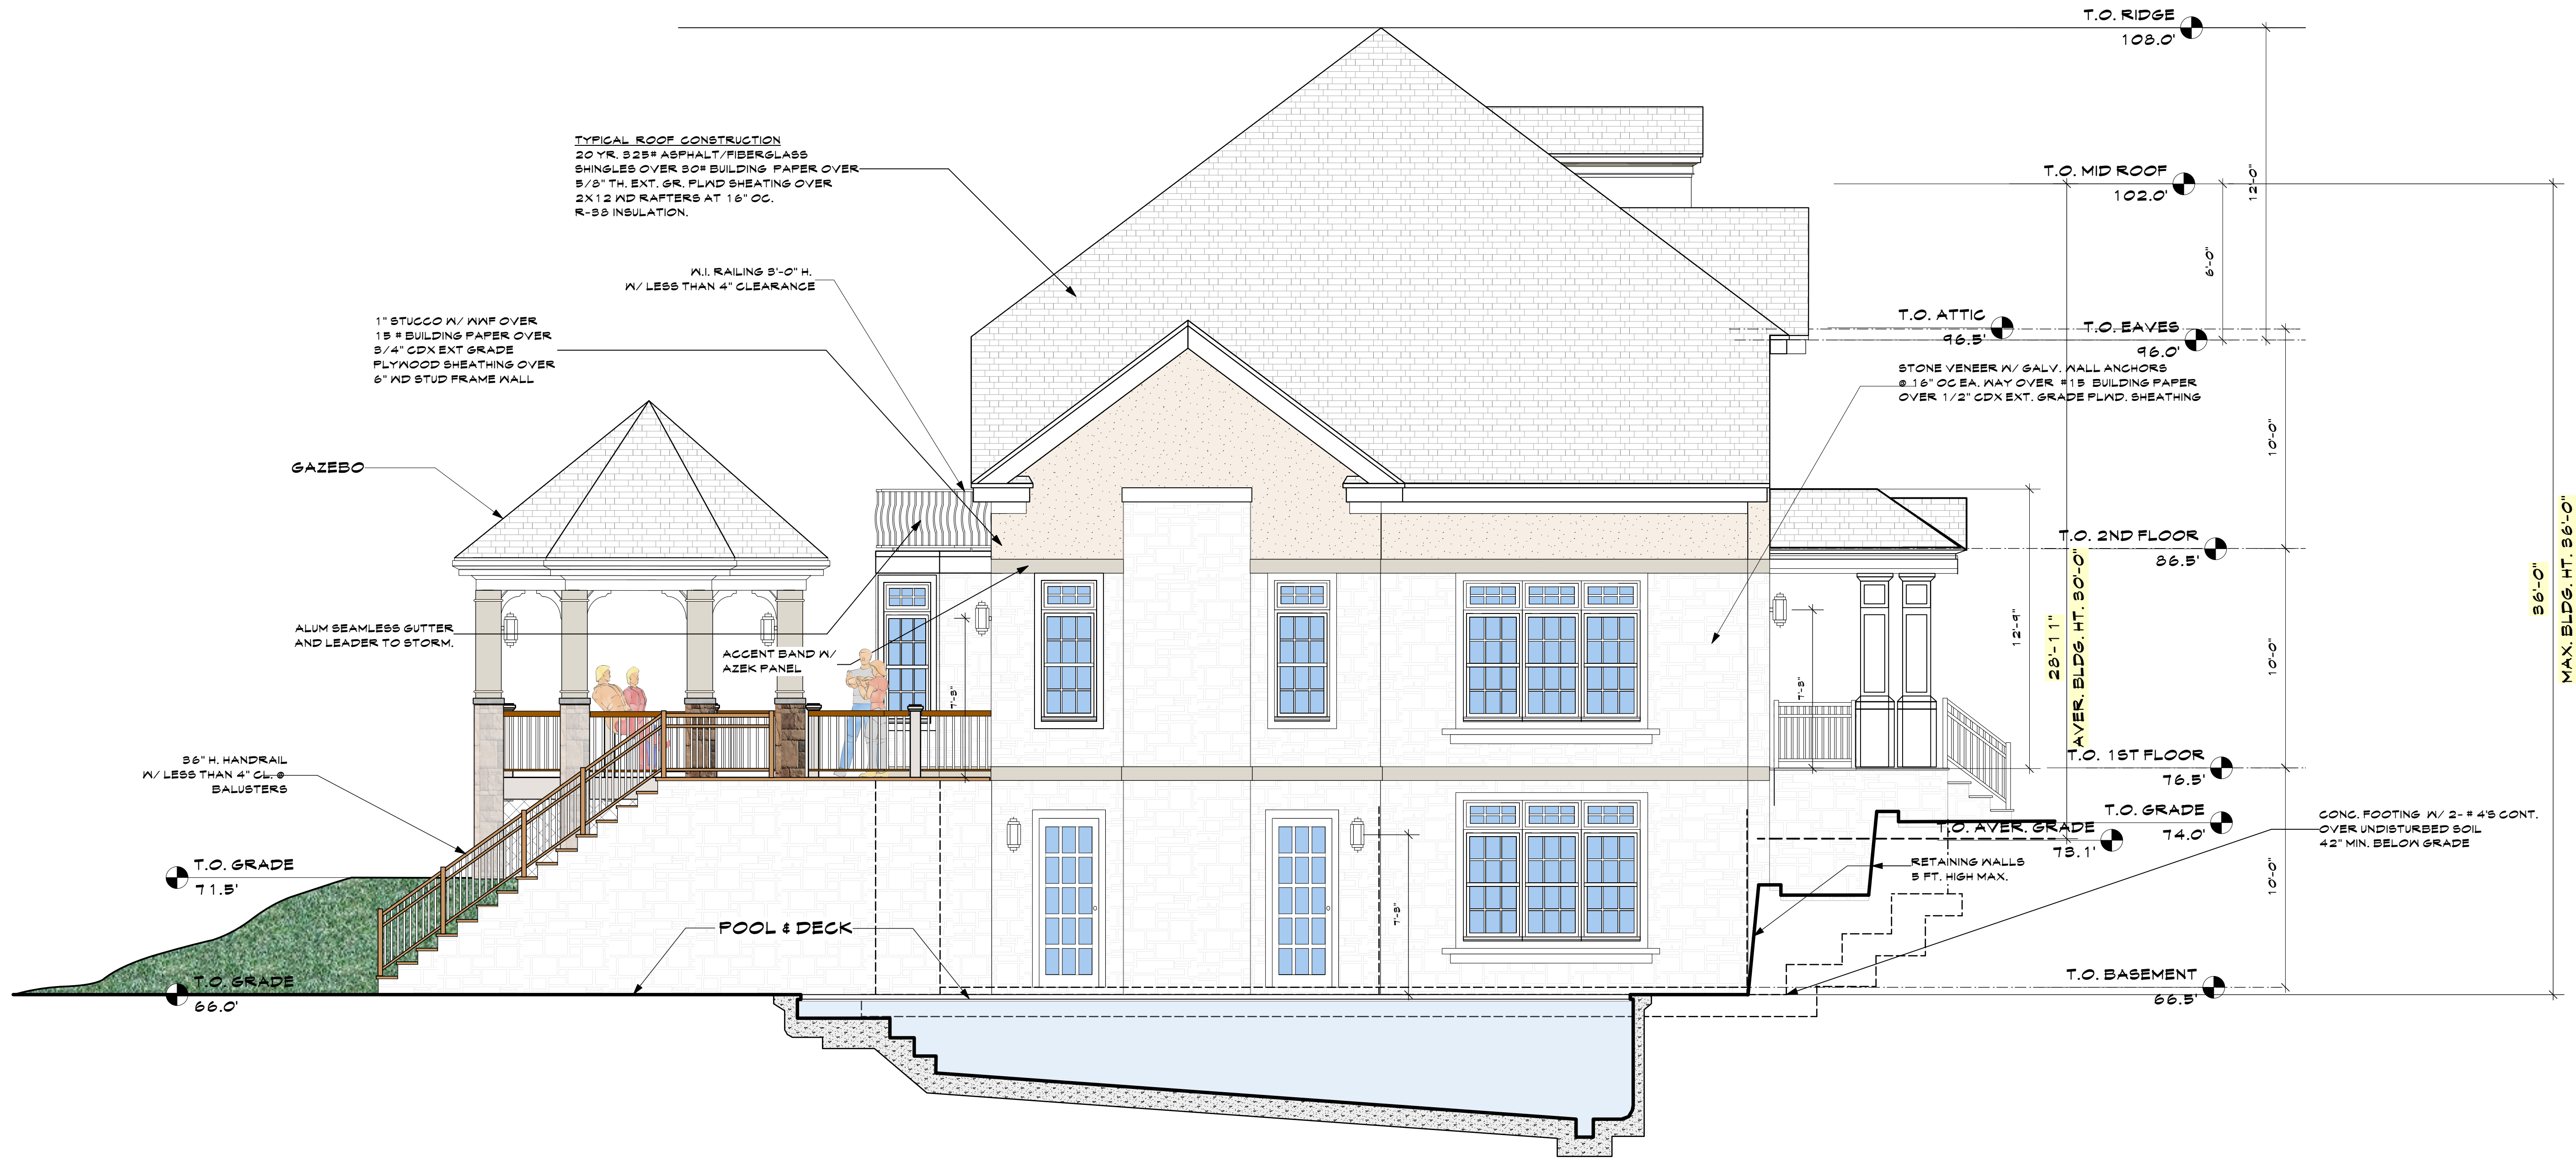 T.O. RIDGE
108.0'
TYPICAL ROOF CONSTRUCTION
20 YR. 325# ASPHALT/FIBERGLASS
SHINGLES OVER 30# BUILDING PAPER OVER
5/8" TH. EXT. GR. PLWD SHEATING OVER
2X12 WD RAFTERS AT 16" OC.
R-38 INSULATION.
T.O. MID ROOF
102.0'
12'-0"
6'-0"
W.I. RAILING 3'-0" H.
W/ LESS THAN 4" CLEARANCE
1" STUCCO W/ WWF OVER
15 # BUILDING PAPER OVER
3/4" CDX EXT GRADE
PLYWOOD SHEATHING OVER
6" WD STUD FRAME WALL
T.O. ATTIC
96.5'
T.O. EAVES
96.0'
STONE VENEER W/ GALV. WALL ANCHORS
@ 16" OC EA. WAY OVER #15 BUILDING PAPER
OVER 1/2" CDX EXT. GRADE PLWD. SHEATHING
10'-0"
GAZEBO
T.O. 2ND FLOOR
86.5'
ALUM SEAMLESS GUTTER
AND LEADER TO STORM.
ACCENT BAND W/
AZEK PANEL
7'-3"
7'-3"
12'-9"
28'-11"
AVER. BLDG. HT. 30'-0"
10'-0"
36'-0"
MAX. BLDG. HT. 36'-0"
36" H. HANDRAIL
W/ LESS THAN 4" CL. @
BALUSTERS
T.O. 1ST FLOOR
76.5'
T.O. GRADE
74.0'
T.O. AVER. GRADE
73.1'
CONC. FOOTING W/ 2- # 4'S CONT.
OVER UNDISTURBED SOIL
42" MIN. BELOW GRADE
RETAINING WALLS
5 FT. HIGH MAX.
10'-0"
T.O. GRADE
71.5'
7'-3"
POOL & DECK
T.O. GRADE
66.0'
T.O. BASEMENT
66.5'